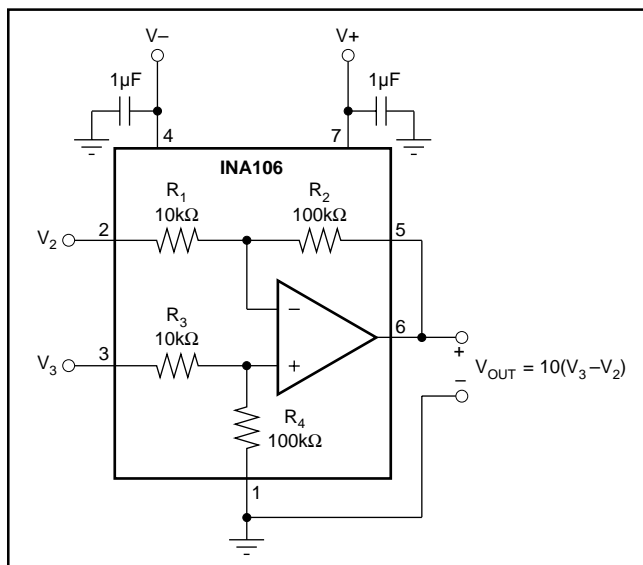 V–
V+
1µF
1µF
4
7
INA106
R1
10kΩ
R2
100kΩ
V2
2
5
–
6
R3
10kΩ
V3
3
+
+
–
VOUT = 10(V3 –V2)
R4
100kΩ
1